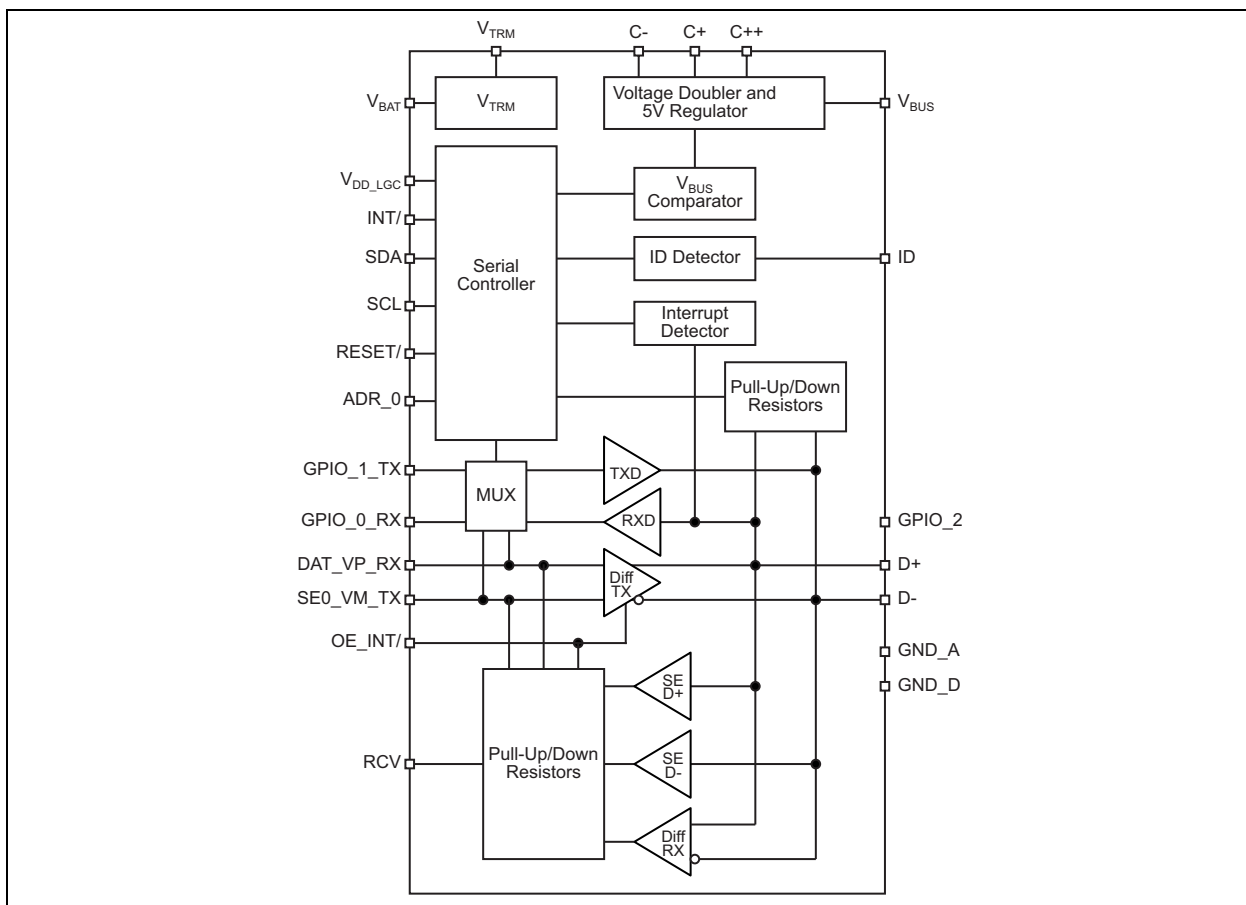 VTRM
C- C+ C++
VBAT
VTRM
Voltage Doubler and
5V Regulator
VBUS
VDD_LGC
INT/
SDA
SCL
RESET/
ADR_0
Serial
Controller
VBUS
Comparator
ID Detector
ID
Interrupt
Detector
Pull-Up/Down
Resistors
GPIO_1_TX
MUX
TXD
GPIO_0_RX
RXD
GPIO_2
DAT_VP_RX
Diff
TX
D+
SE0_VM_TX
D-
OE_INT/
GND_A
GND_D
SE
D+
RCV
Pull-Up/Down
Resistors
SE
D-
Diff
RX